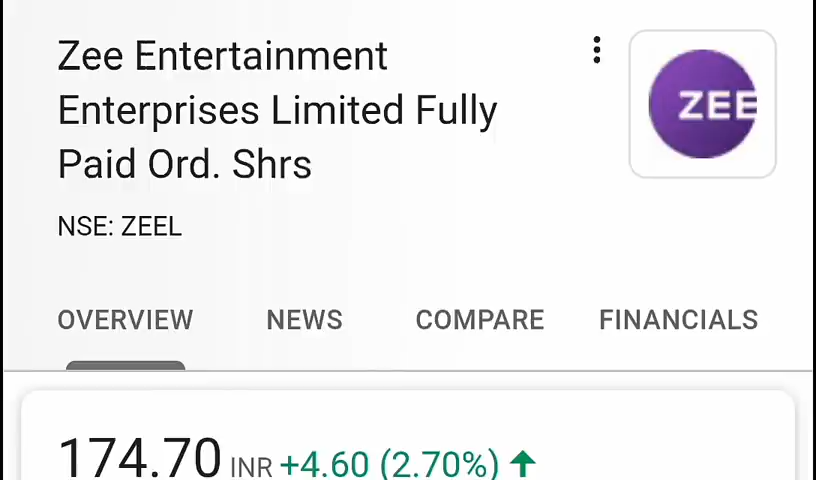 Zee Entertainment
Enterprises Limited Fully
Paid Ord. Shrs
ZEE
NSE: ZEEL
OVERVIEW NEWS COMPARE FINANCIALS
174.70 INR +4.60 (2.70%) ↑